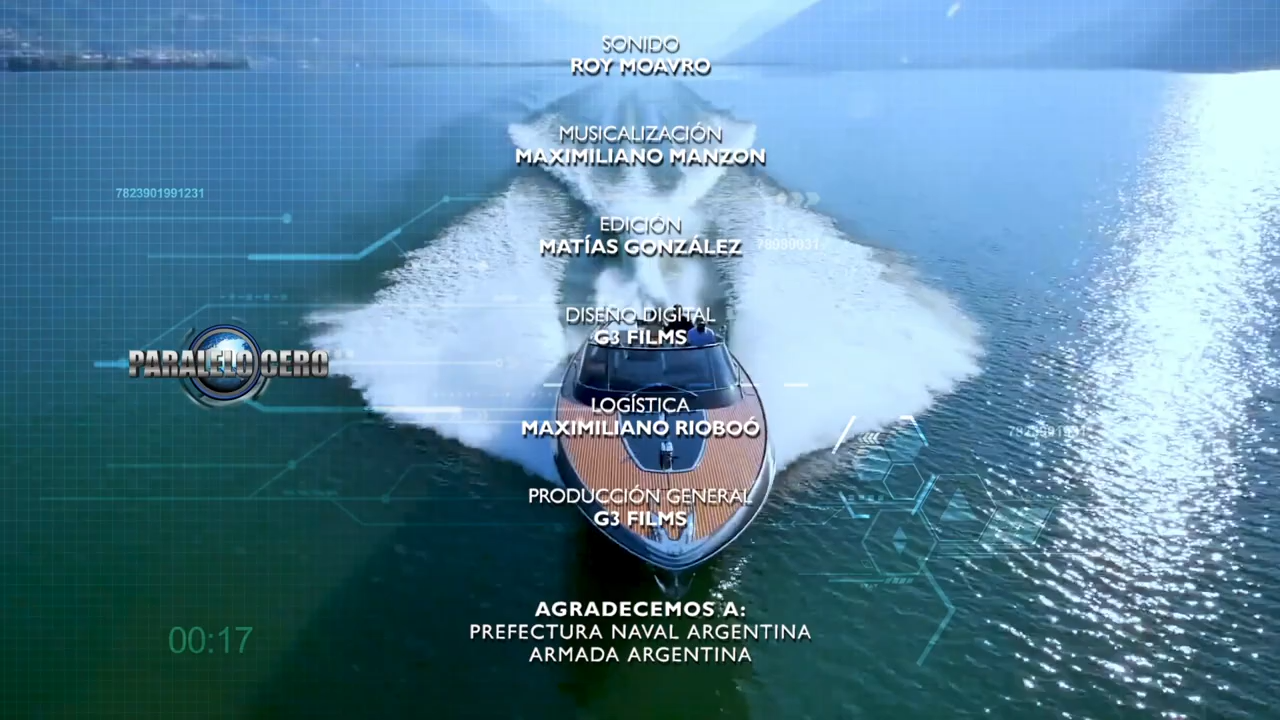 SONIDO
ROY MOAVRO
MUSICALIZACIÓN
MAXIMILIANO MANZON
7823901991231
EDICIÓN
MATÍAS GONZÁLEZ
78980031
DISEÑO DIGITAL
G3 FILMS
PARALELO CERO
LOGÍSTICA
MAXIMILIANO RIOBOÓ
PRODUCCIÓN GENERAL
G3 FILMS
AGRADECEMOS A:
PREFECTURA NAVAL ARGENTINA
ARMADA ARGENTINA
00:17